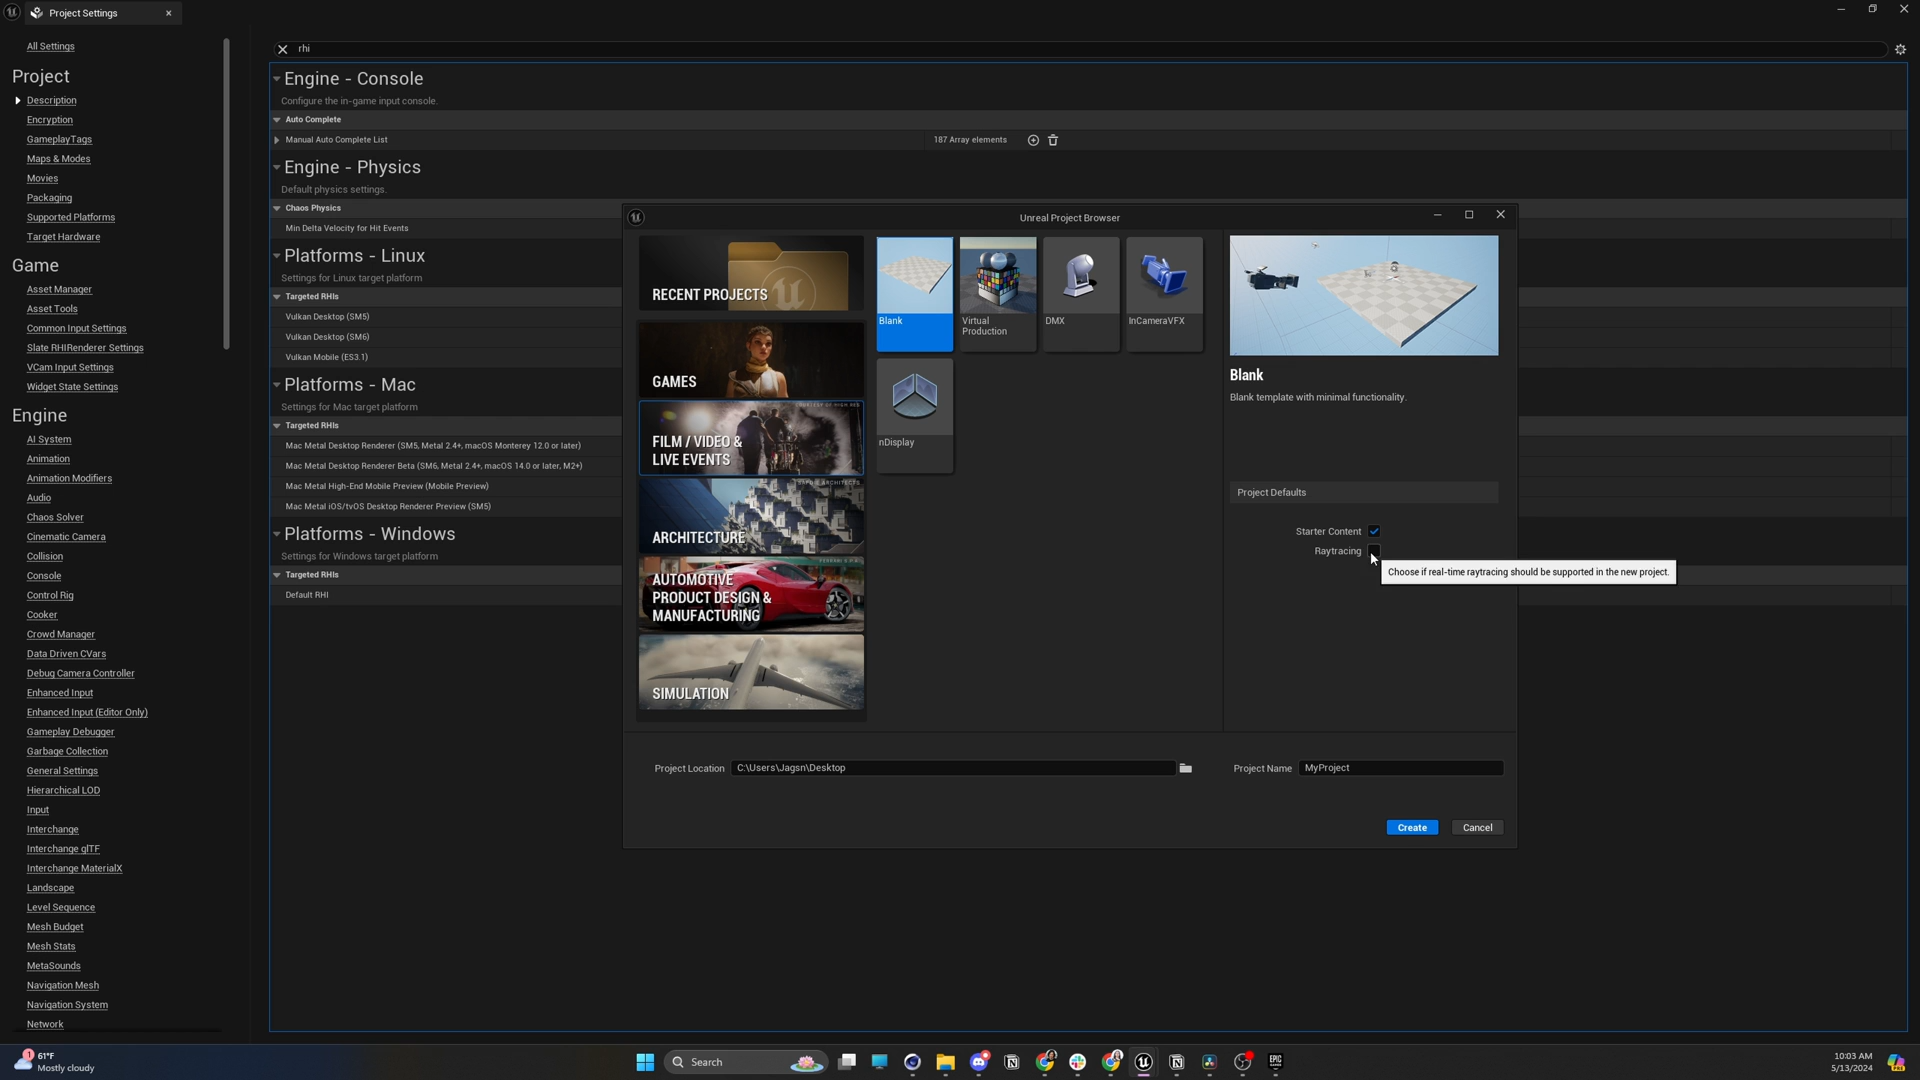 Project Settings
All Settings
Project
Description
Encryption
GameplayTags
Maps & Modes
Movies
Packaging
Supported Platforms
Target Hardware
Game
Asset Manager
Asset Tools
Common Input Settings
Slate RHIRenderer Settings
VCam Input Settings
Widget State Settings
Engine
AI System
Animation
Animation Modifiers
Audio
Chaos Solver
Cinematic Camera
Collision
Console
Control Rig
Cooker
Crowd Manager
Data Driven CVars
Debug Camera Controller
Enhanced Input
Enhanced Input (Editor Only)
Gameplay Debugger
Garbage Collection
General Settings
Hierarchical LOD
Input
Interchange
Interchange glTF
Interchange MaterialX
Landscape
Level Sequence
Mesh Budget
Mesh Stats
MetaSounds
Navigation Mesh
Navigation System
Network
rhi
Engine - Console
Configure the in-game input console.
Auto Complete
Manual Auto Complete List
187 Array elements
Engine - Physics
Default physics settings.
Chaos Physics
Min Delta Velocity for Hit Events
Platforms - Linux
Settings for Linux target platform
Targeted RHIs
Vulkan Desktop (SM5)
Vulkan Desktop (SM6)
Vulkan Mobile (ES3.1)
Platforms - Mac
Settings for Mac target platform
Targeted RHIs
Mac Metal Desktop Renderer (SM5, Metal 2.4+, macOS Monterey 12.0 or later)
Mac Metal Desktop Renderer Beta (SM6, Metal 2.4+, macOS 14.0 or later, M2+)
Mac Metal High-End Mobile Preview (Mobile Preview)
Mac Metal iOS/tvOS Desktop Renderer Preview (SM5)
Platforms - Windows
Settings for Windows target platform
Targeted RHIs
Default RHI
Unreal Project Browser
RECENT PROJECTS
GAMES
FILM / VIDEO &
LIVE EVENTS
ARCHITECTURE
AUTOMOTIVE
PRODUCT DESIGN &
MANUFACTURING
SIMULATION
Blank
Virtual
Production
DMX
InCameraVFX
nDisplay
Blank
Blank template with minimal functionality.
Project Defaults
Starter Content
Raytracing
Choose if real-time raytracing should be supported in the new project.
Project Location
C:\Users\Jagsn\Desktop
Project Name
MyProject
Create
Cancel
1
61°F
Mostly cloudy
Search
EPIC
10:03 AM
5/13/2024